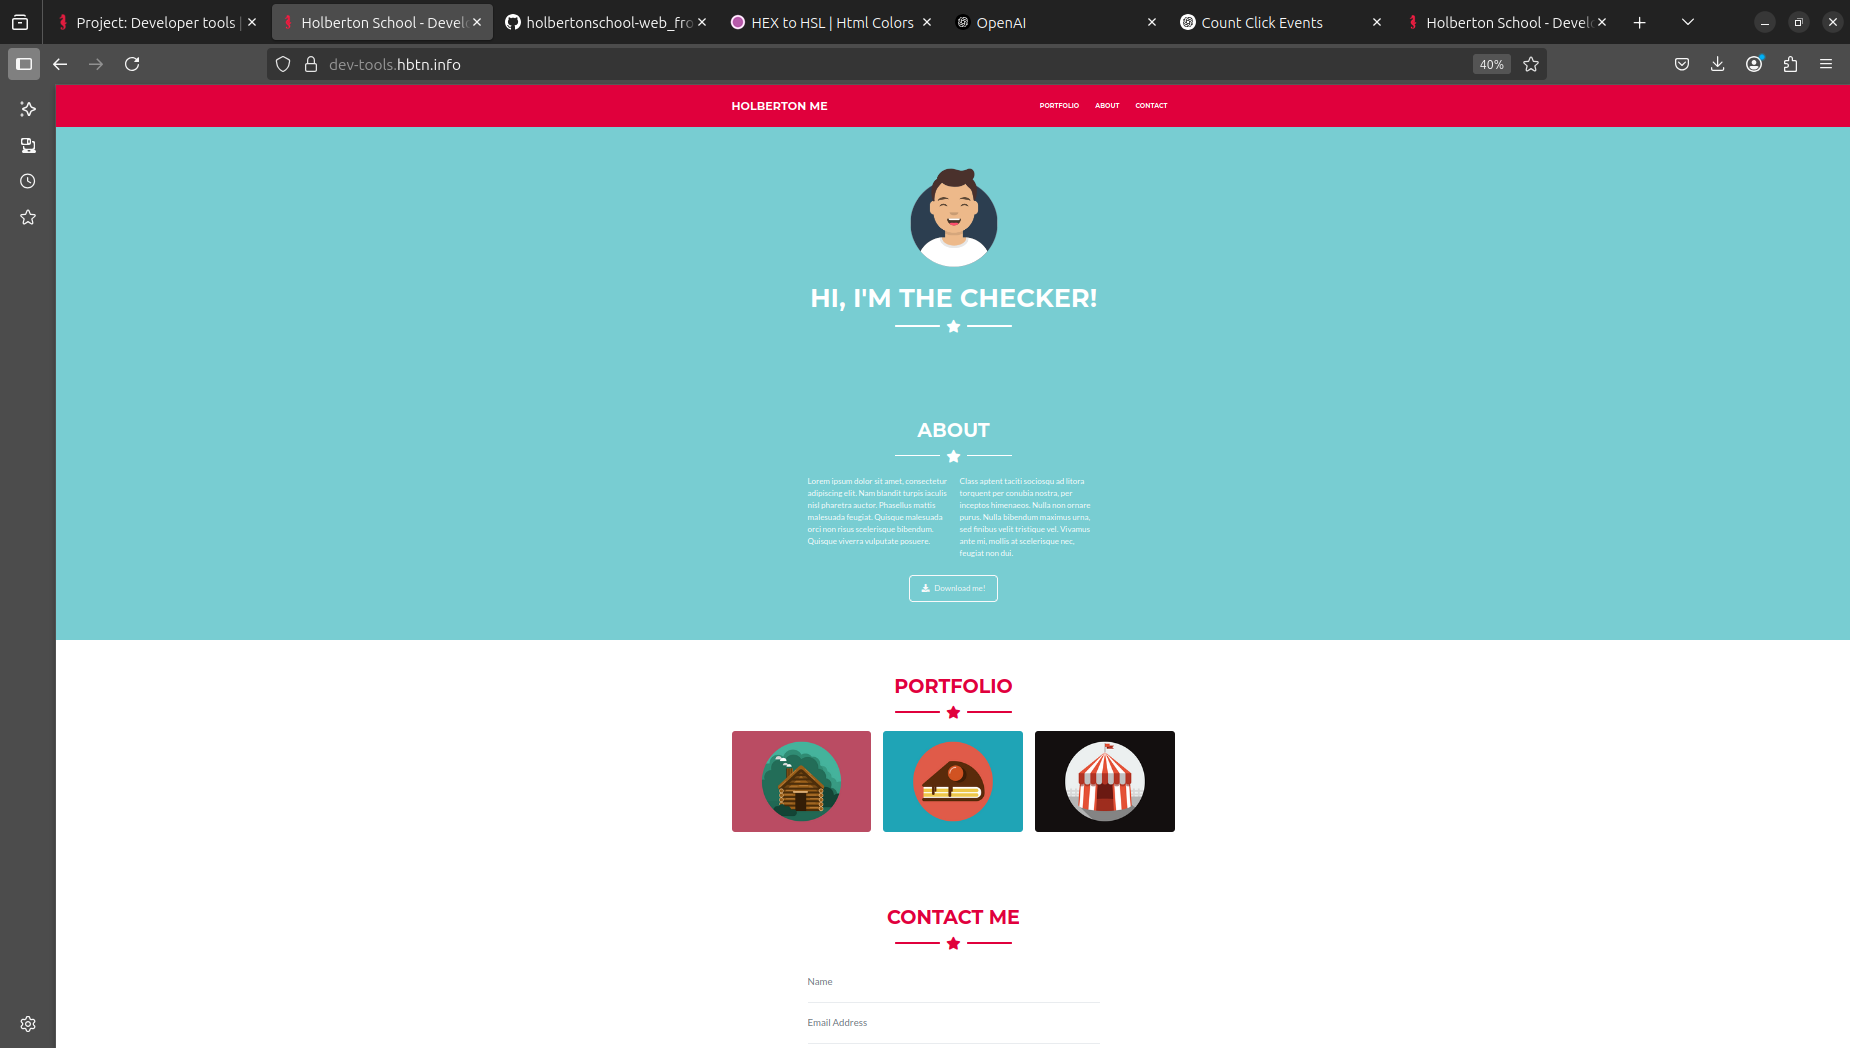 Project: Developer tools |
Holberton School - Devel
holbertonschool-web_fro
HEX to HSL | Html Colors
OpenAI
Count Click Events
Holberton School - Devel
dev-tools.hbtn.info
40%
HOLBERTON ME
PORTFOLIO
ABOUT
CONTACT
HI, I'M THE CHECKER!
ABOUT
Lorem ipsum dolor sit amet, consectetur
adipiscing elit. Nam blandit turpis iaculis
nisl pharetra auctor. Phasellus mattis
malesuada feugiat. Quisque malesuada
orci non risus scelerisque bibendum.
Quisque viverra vulputate posuere.
Class aptent taciti sociosqu ad litora
torquent per conubia nostra, per
inceptos himenaeos. Nulla non ornare
purus. Nulla bibendum maximus urna,
sed finibus velit tristique vel. Vivamus
ante mi, mollis at scelerisque nec,
feugiat non dui.
Download me!
PORTFOLIO
CONTACT ME
Name
Email Address